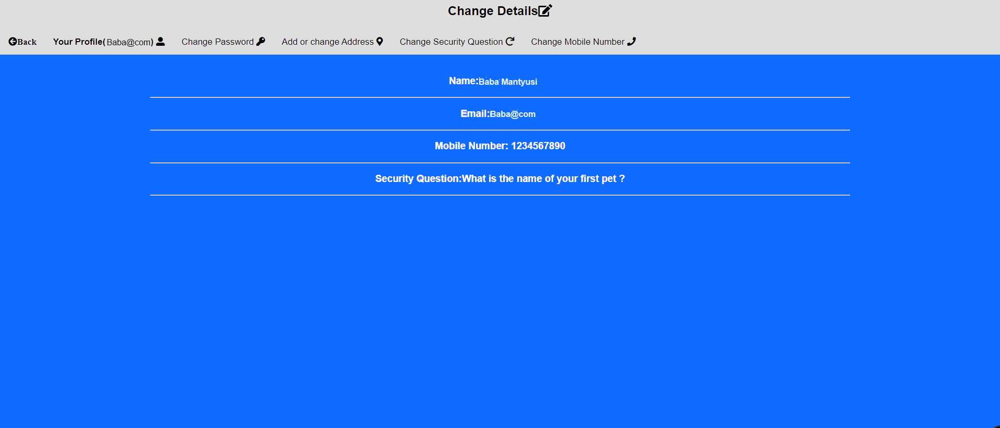 Change Details
Back Your Profile( Baba@com) Change Password Add or change Address Change Security Question Change Mobile Number
Name:Baba Mantyusi
Email:Baba@com
Mobile Number: 1234567890
Security Question:What is the name of your first pet ?